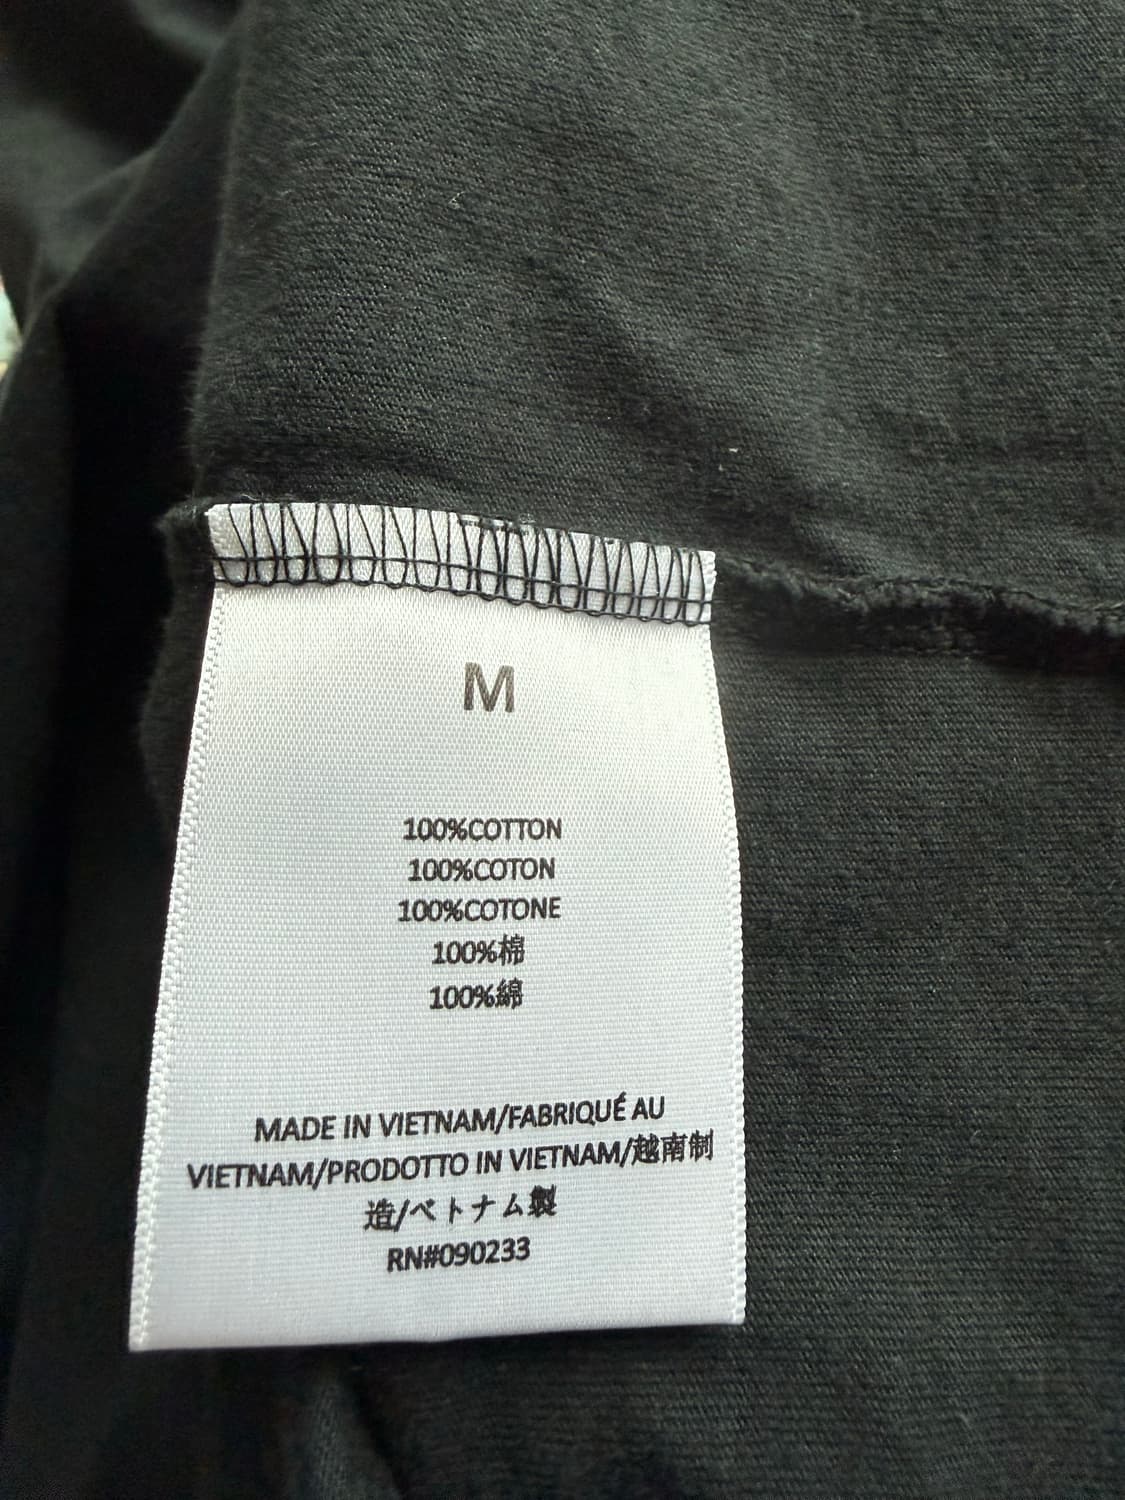 M
100%COTTON
100%COTON
100%COTONE
100%棉
100%綿
MADE IN VIETNAM/FABRIQUÉ AU
VIETNAM/PRODOTTO IN VIETNAM/越南制
造/ベトナム製
RN#090233